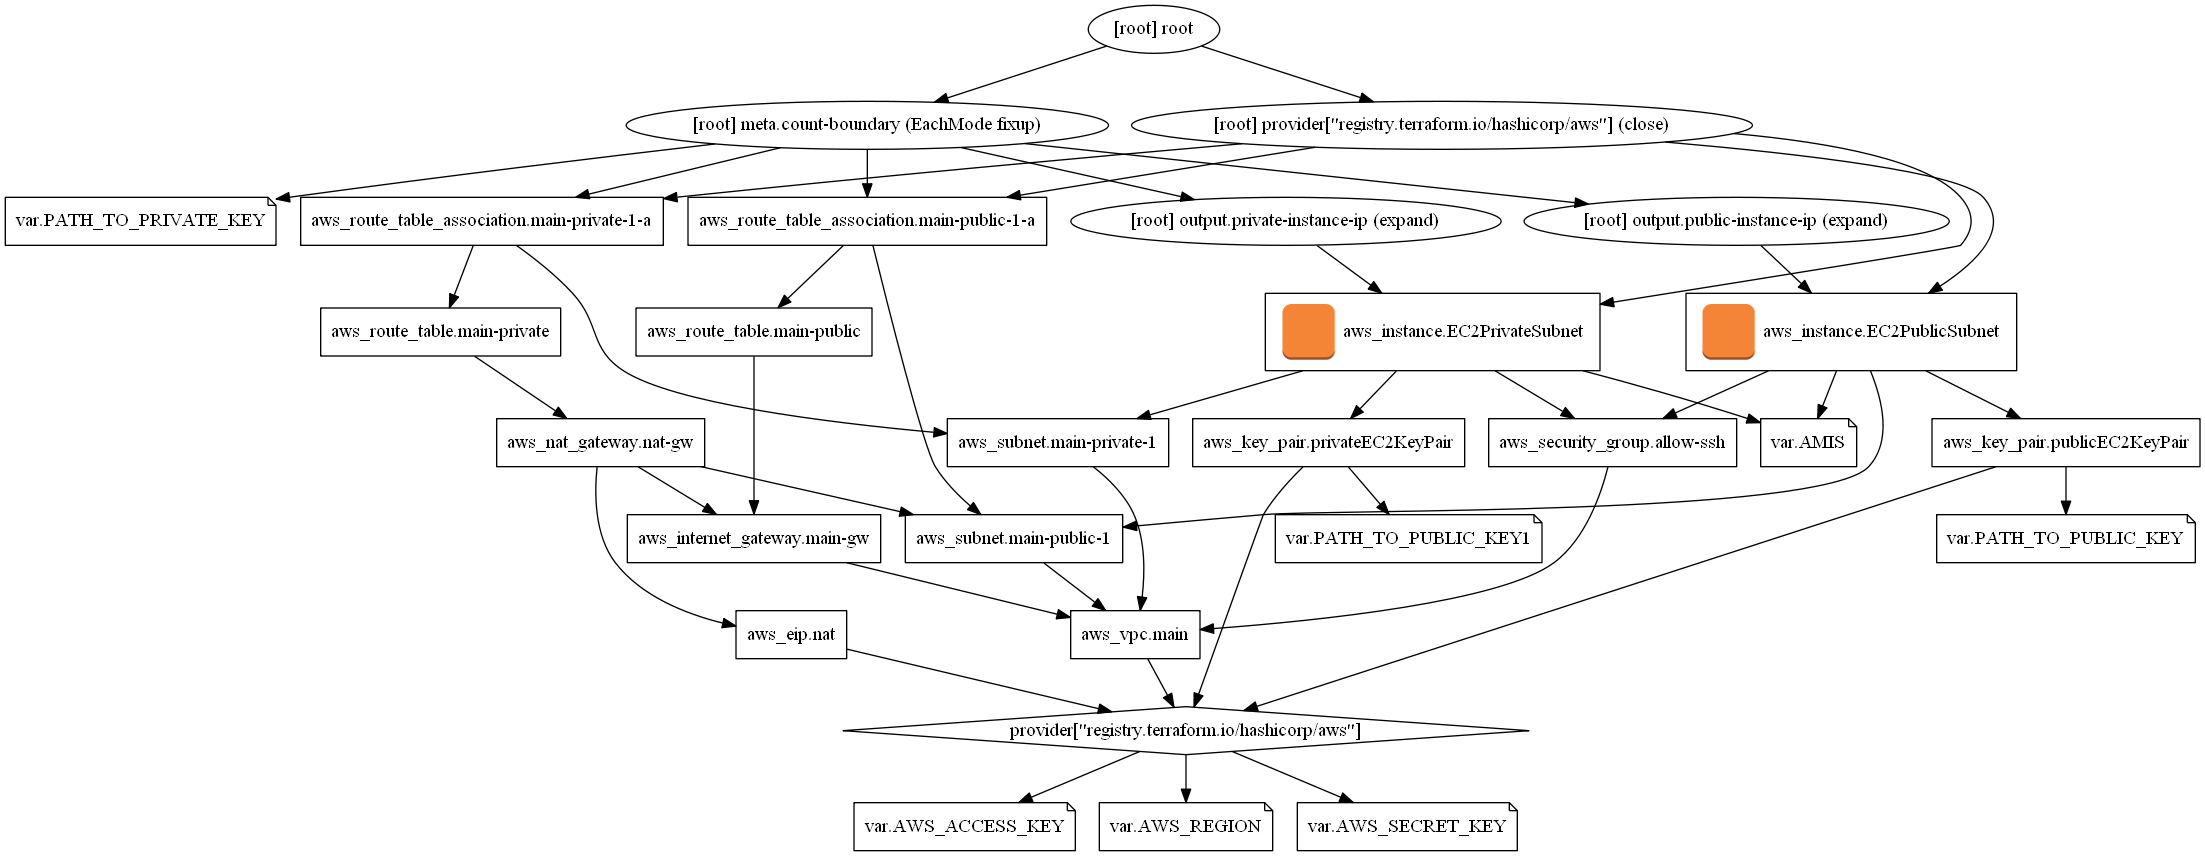 [root] root
[root] meta.count-boundary (EachMode fixup)
[root] provider["registry.terraform.io/hashicorp/aws"] (close)
var.PATH_TO_PRIVATE_KEY
aws_route_table_association.main-private-1-a
aws_route_table_association.main-public-1-a
[root] output.private-instance-ip (expand)
[root] output.public-instance-ip (expand)
aws_route_table.main-private
aws_route_table.main-public
aws_instance.EC2PrivateSubnet
aws_instance.EC2PublicSubnet
aws_nat_gateway.nat-gw
aws_subnet.main-private-1
aws_key_pair.privateEC2KeyPair
aws_security_group.allow-ssh
var.AMIS
aws_key_pair.publicEC2KeyPair
aws_internet_gateway.main-gw
aws_subnet.main-public-1
var.PATH_TO_PUBLIC_KEY1
var.PATH_TO_PUBLIC_KEY
aws_eip.nat
aws_vpc.main
provider["registry.terraform.io/hashicorp/aws"]
var.AWS_ACCESS_KEY
var.AWS_REGION
var.AWS_SECRET_KEY